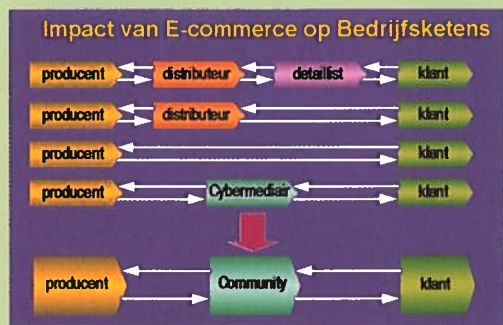 Impact van E-commerce op Bedrijfsketens
producent distributeur detaillist klant
producent distributeur klant
producent klant
producent Cybermediair klant
producent Community klant